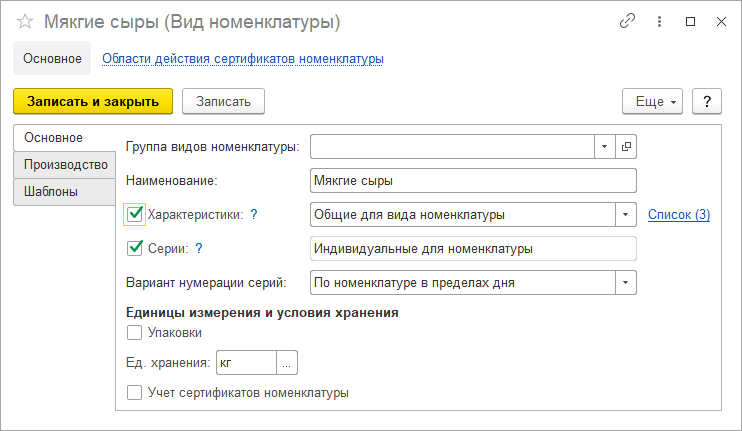 Мякгие сыры (Вид номенклатуры)
Основное Области действия сертификатов номенклатуры
Записать и закрыть Записать Еще ?
Основное
Производство
Шаблоны
Группа видов номенклатуры:
Наименование: Мякгие сыры
Характеристики: ? Общие для вида номенклатуры Список (3)
Серии: ? Индивидуальные для номенклатуры
Вариант нумерации серий: По номенклатуре в пределах дня
Единицы измерения и условия хранения
Упаковки
Ед. хранения: кг ...
Учет сертификатов номенклатуры